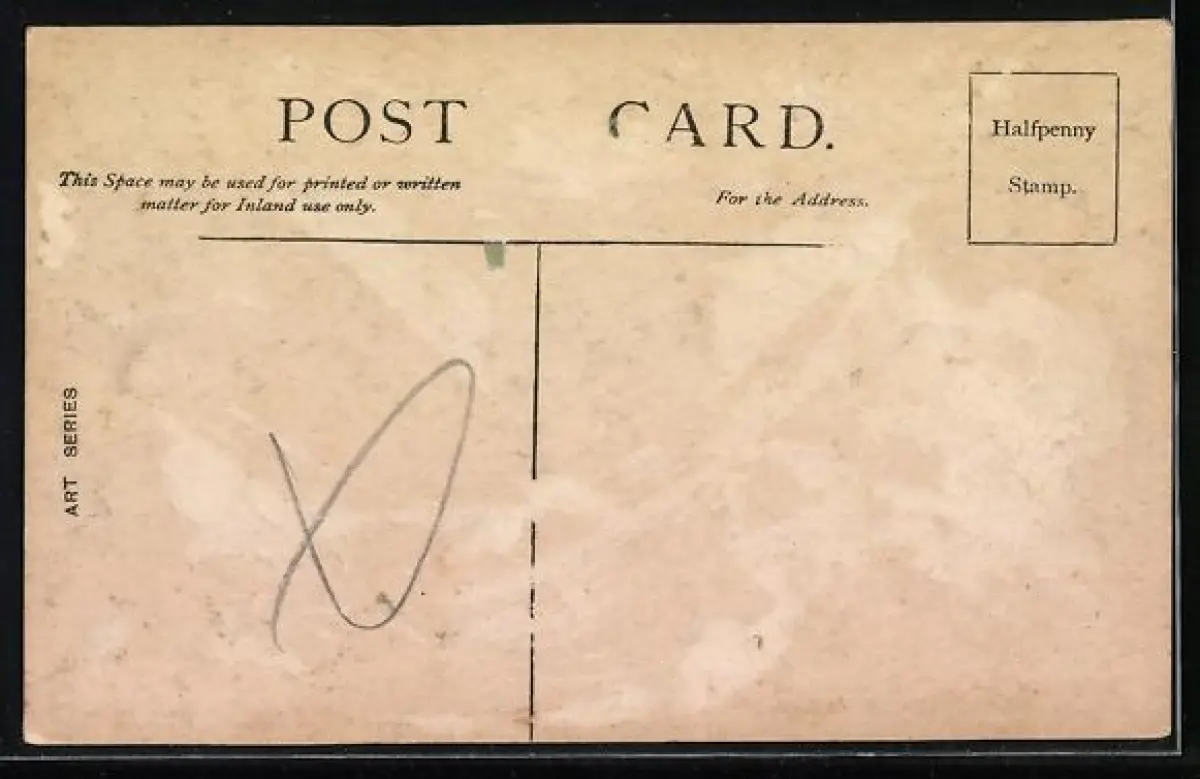 POST CARD.
Halfpenny
Stamp.
This Space may be used for printed or written
matter for Inland use only.
For the Address.
ART SERIES